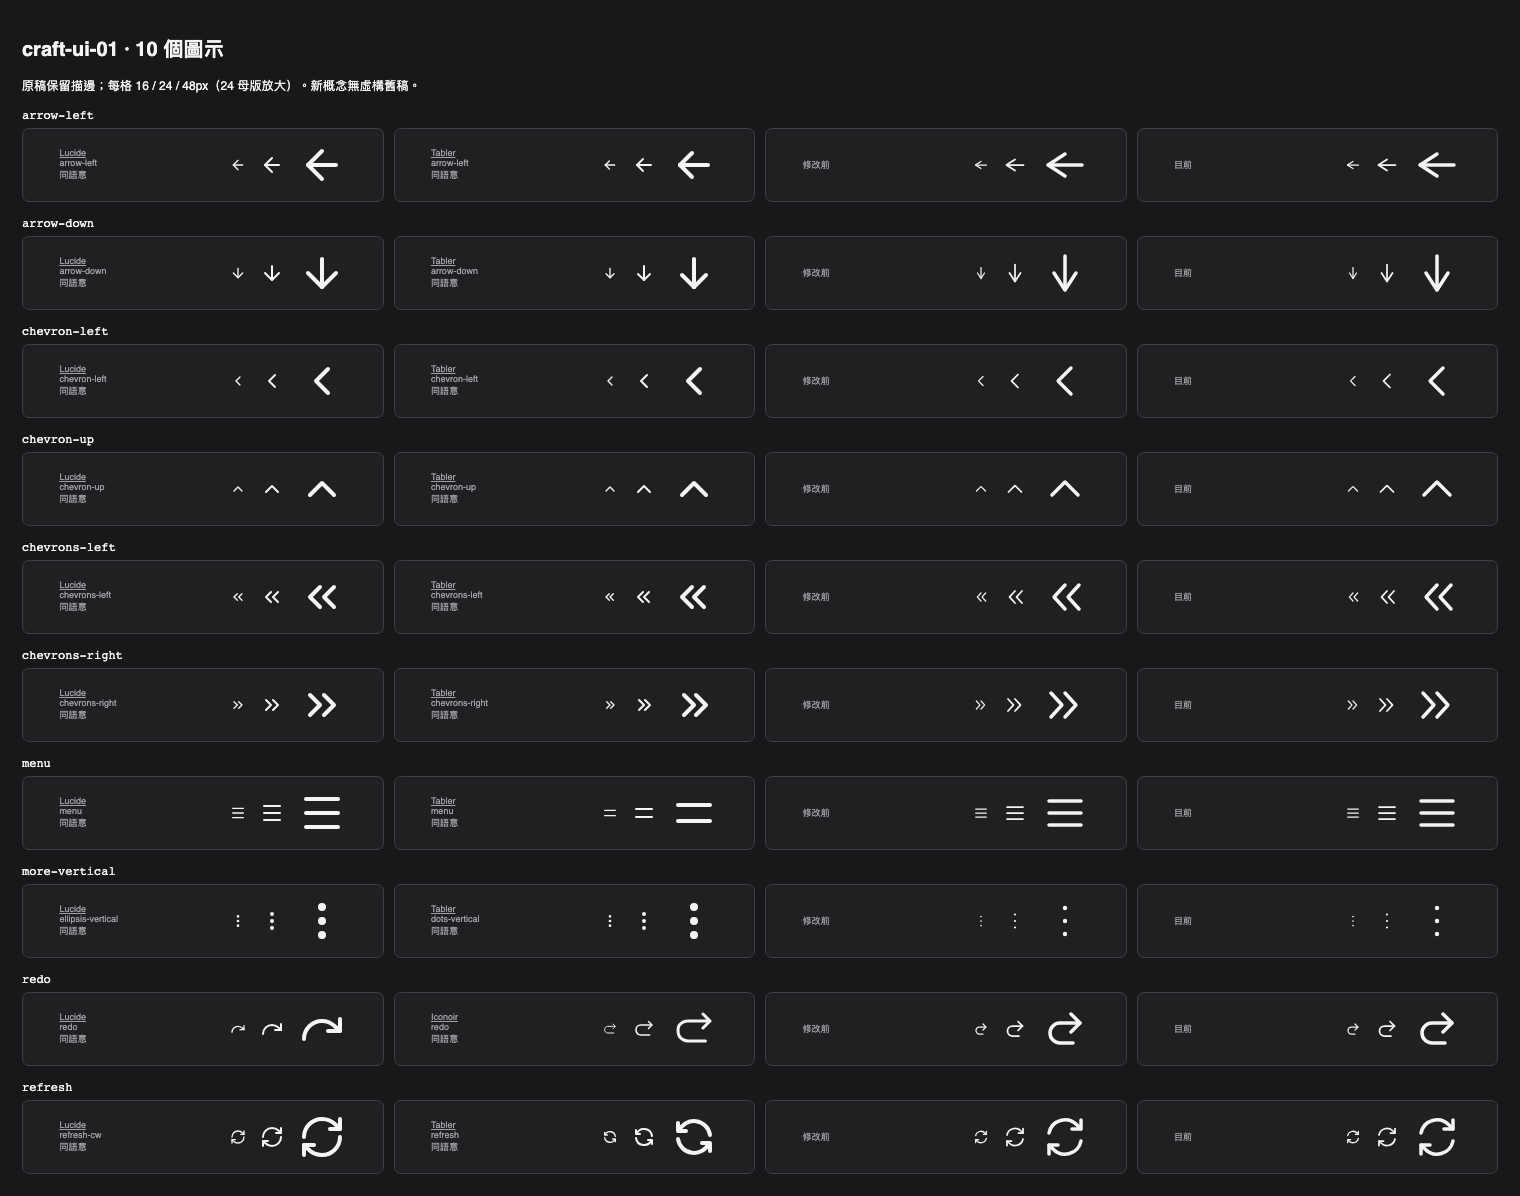 craft-ui-01 · 10 個圖示
原稿保留描邊；每格 16 / 24 / 48px（24 母版放大）。新概念無虛構舊稿。
arrow-left
Lucide
arrow-left
同語意
Tabler
arrow-left
同語意
修改前
目前
arrow-down
Lucide
arrow-down
同語意
Tabler
arrow-down
同語意
修改前
目前
chevron-left
Lucide
chevron-left
同語意
Tabler
chevron-left
同語意
修改前
目前
chevron-up
Lucide
chevron-up
同語意
Tabler
chevron-up
同語意
修改前
目前
chevrons-left
Lucide
chevrons-left
同語意
Tabler
chevrons-left
同語意
修改前
目前
chevrons-right
Lucide
chevrons-right
同語意
Tabler
chevrons-right
同語意
修改前
目前
menu
Lucide
menu
同語意
Tabler
menu
同語意
修改前
目前
more-vertical
Lucide
ellipsis-vertical
同語意
Tabler
dots-vertical
同語意
修改前
目前
redo
Lucide
redo
同語意
Iconoir
redo
同語意
修改前
目前
refresh
Lucide
refresh-cw
同語意
Tabler
refresh
同語意
修改前
目前